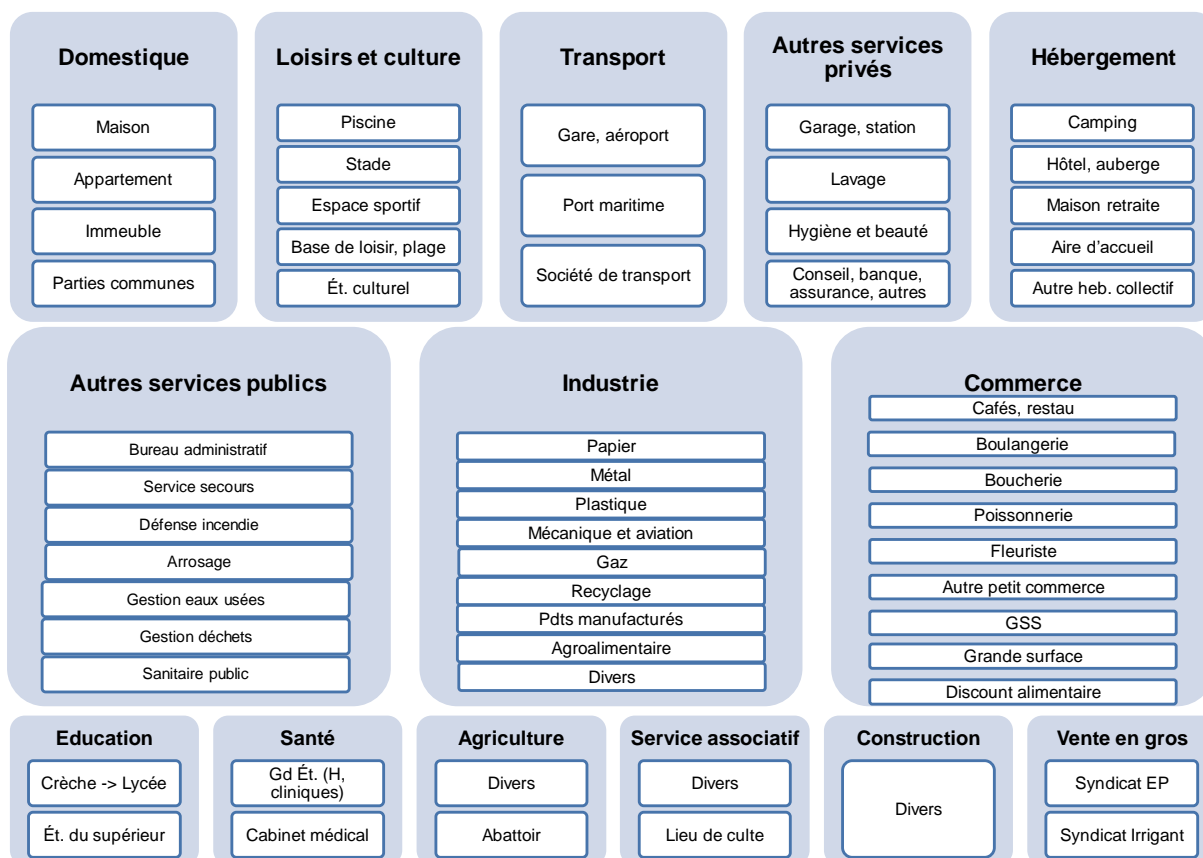 Domestique
Maison
Appartement
Immeuble
Parties communes
Loisirs et culture
Piscine
Stade
Espace sportif
Base de loisir, plage
Ét. culturel
Transport
Gare, aéroport
Port maritime
Société de transport
Autres services
privés
Garage, station
Lavage
Hygiène et beauté
Conseil, banque,
assurance, autres
Hébergement
Camping
Hôtel, auberge
Maison retraite
Aire d’accueil
Autre heb. collectif
Autres services publics
Bureau administratif
Service secours
Défense incendie
Arrosage
Gestion eaux usées
Gestion déchets
Sanitaire public
Industrie
Papier
Métal
Plastique
Mécanique et aviation
Gaz
Recyclage
Pdts manufacturés
Agroalimentaire
Divers
Commerce
Cafés, restau
Boulangerie
Boucherie
Poissonnerie
Fleuriste
Autre petit commerce
GSS
Grande surface
Discount alimentaire
Education
Crèche -> Lycée
Ét. du supérieur
Santé
Gd Ét. (H,
cliniques)
Cabinet médical
Agriculture
Divers
Abattoir
Service associatif
Divers
Lieu de culte
Construction
Divers
Vente en gros
Syndicat EP
Syndicat Irrigant